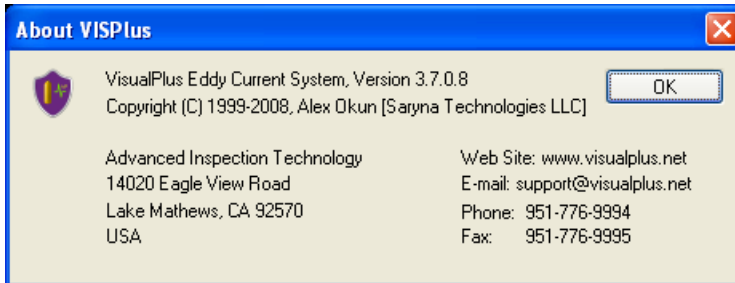 About VISPlus
VisualPlus Eddy Current System, Version 3.7.0.8
OK
Copyright (C) 1999-2008, Alex Okun [Saryna Technologies LLC]
Advanced Inspection Technology
14020 Eagle View Road
Lake Mathews, CA 92570
USA
Web Site: www.visualplus.net
E-mail: support@visualplus.net
Phone: 951-776-9994
Fax: 951-776-9995